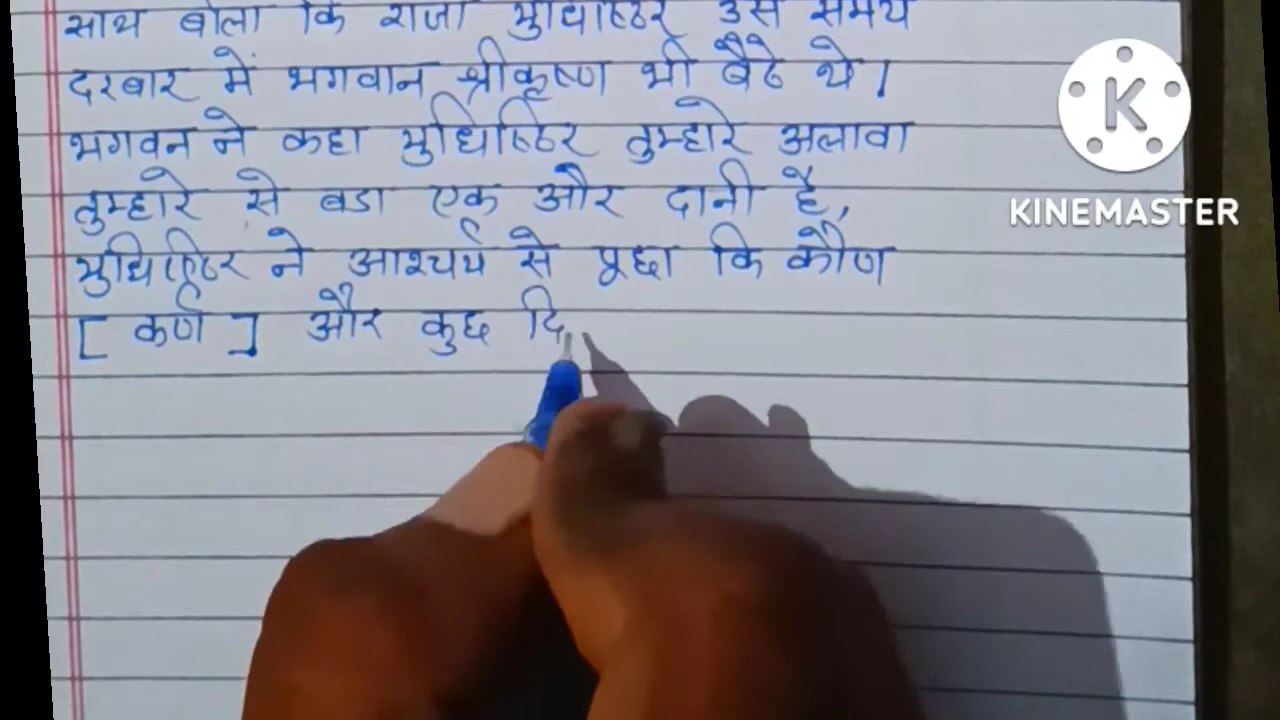 साथ बोला कि राजा युधिष्ठिर उस समय
दरबार में भगवान श्रीकृष्ण भी बैठे थे।
भगवन ने कहा युधिष्ठिर तुम्हारे अलावा
तुम्हारे से बडा एक और दानी है,
युधिष्ठिर ने आश्चर्य से पूछा कि कौण
[ कर्ण ] और कुछ दि
KINEMASTER